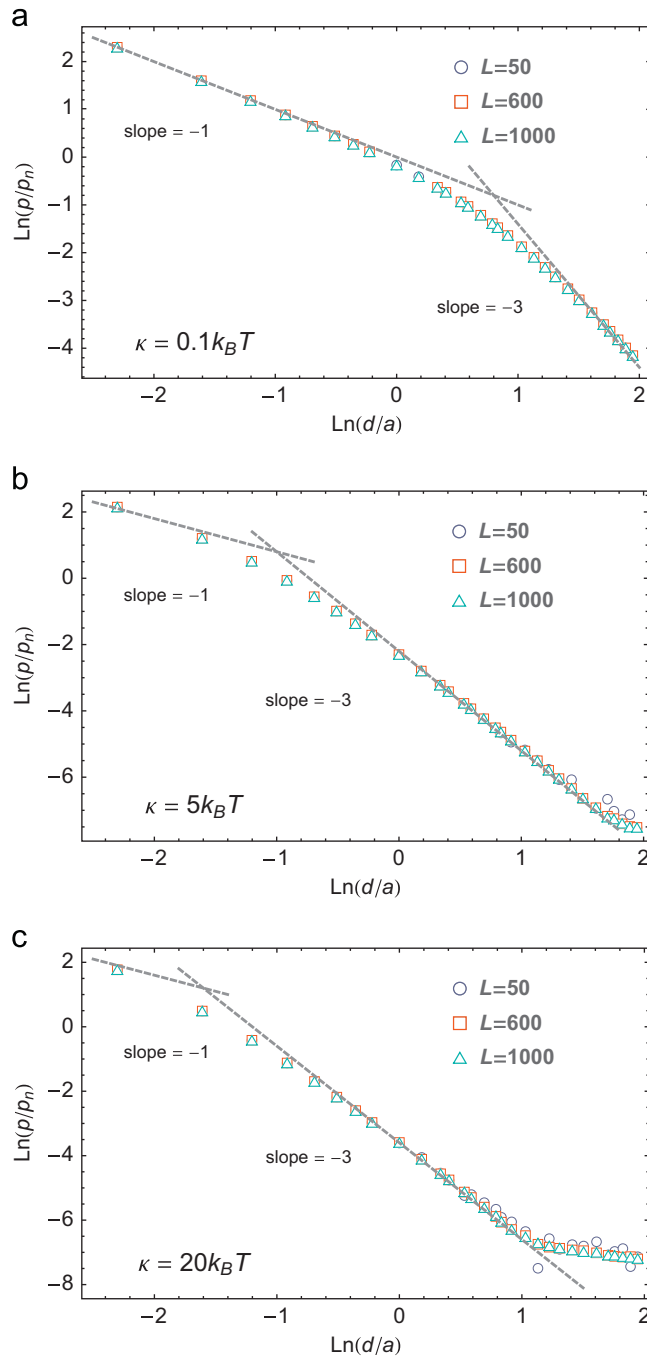 a
2
1
0
−1
−2
−3
−4
Ln(p/pₙ)
slope = −1
slope = −3
L=50
L=600
L=1000
κ = 0.1k_BT
−2 −1 0 1 2
Ln(d/a)
b
2
0
−2
−4
−6
Ln(p/pₙ)
slope = −1
slope = −3
L=50
L=600
L=1000
κ = 5k_BT
−2 −1 0 1 2
Ln(d/a)
c
2
0
−2
−4
−6
−8
Ln(p/pₙ)
slope = −1
slope = −3
L=50
L=600
L=1000
κ = 20k_BT
−2 −1 0 1 2
Ln(d/a)